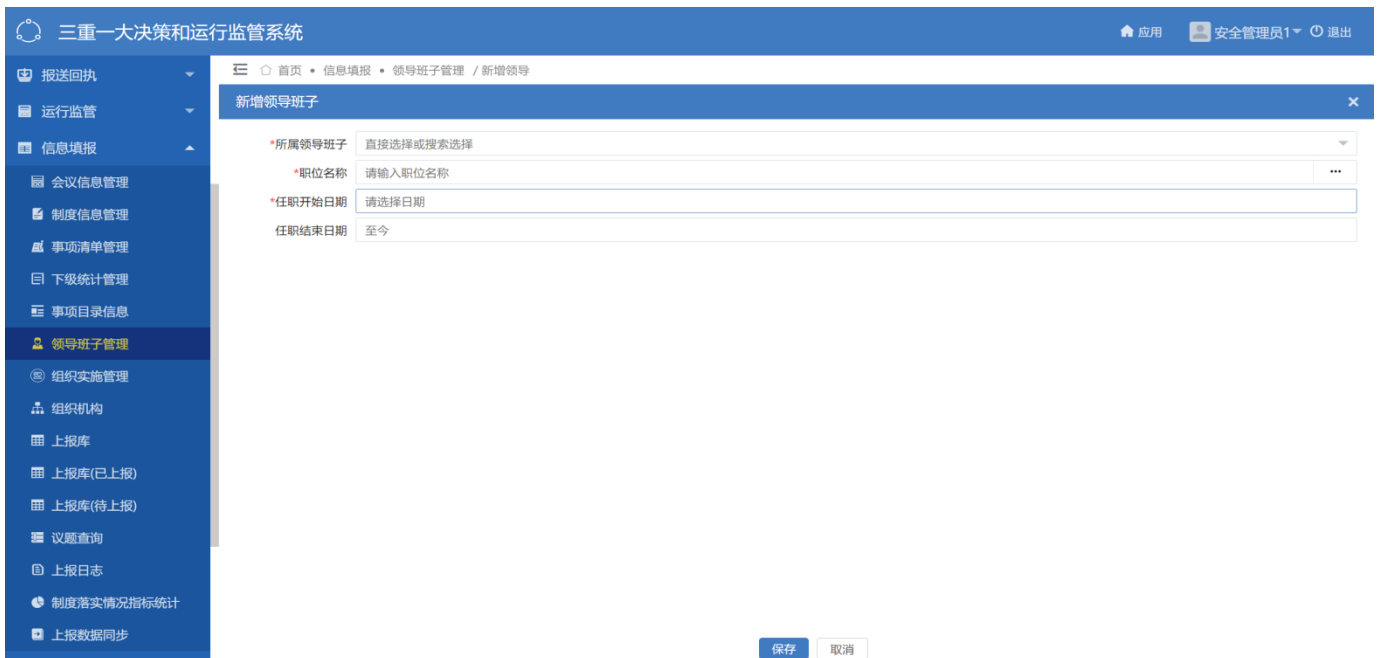 三重一大决策和运行监管系统
应用 安全管理员1 退出
报送回执
运行监管
信息填报
会议信息管理
制度信息管理
事项清单管理
下级统计管理
事项目录信息
领导班子管理
组织实施管理
组织机构
上报库
上报库(已上报)
上报库(待上报)
议题查询
上报日志
制度落实情况指标统计
上报数据同步
首页 • 信息填报 • 领导班子管理 / 新增领导
新增领导班子 ×
*所属领导班子 直接选择或搜索选择
*职位名称 请输入职位名称 •••
*任职开始日期 请选择日期
任职结束日期 至今
保存 取消